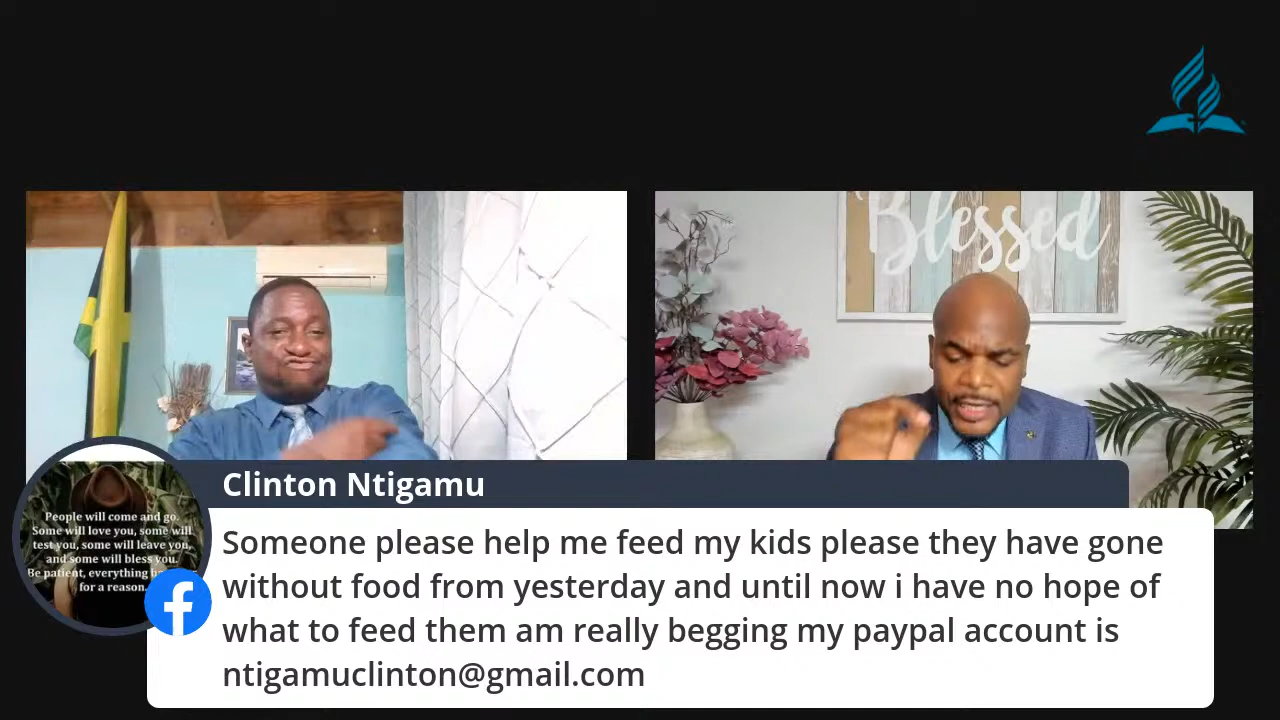 Blessed
Clinton Ntigamu
Someone please help me feed my kids please they have gone
without food from yesterday and until now i have no hope of
what to feed them am really begging my paypal account is
ntigamuclinton@gmail.com
People will come and go.
Some will love you, some will
test you, some will leave you,
and some will bless you.
Be patient, everything
for a reason.